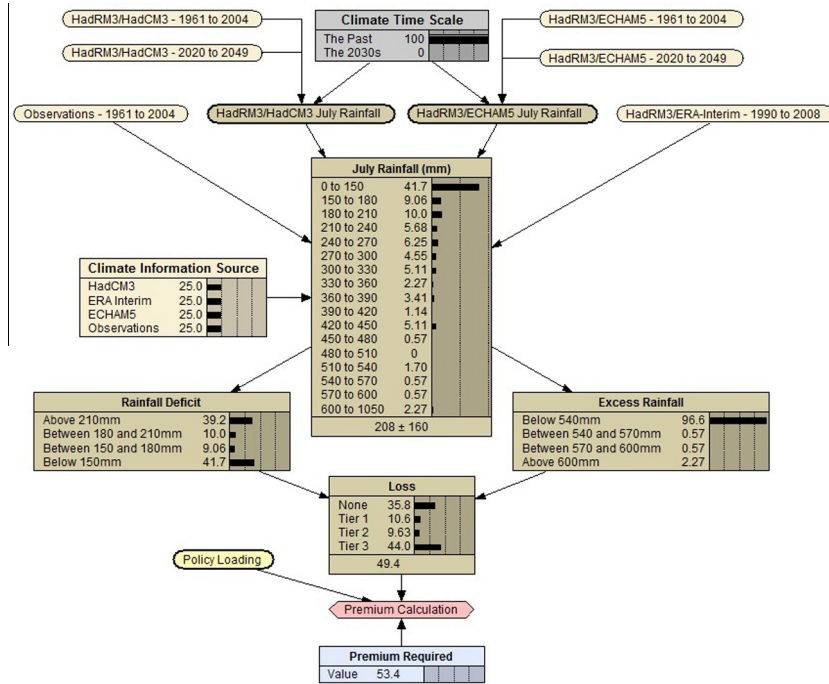 HadRM3/HadCM3 - 1961 to 2004
Climate Time Scale
HadRM3/ECHAM5 - 1961 to 2004
The Past 100
The 2030s 0
HadRM3/HadCM3 - 2020 to 2049
HadRM3/ECHAM5 - 2020 to 2049
Observations - 1961 to 2004
HadRM3/HadCM3 July Rainfall
HadRM3/ECHAM5 July Rainfall
HadRM3/ERA-Interim - 1990 to 2008
July Rainfall (mm)
0 to 150 41.7
150 to 180 9.06
180 to 210 10.0
210 to 240 5.68
240 to 270 6.25
270 to 300 4.55
300 to 330 5.11
330 to 360 2.27
360 to 390 3.41
390 to 420 1.14
420 to 450 5.11
450 to 480 0.57
480 to 510 0
510 to 540 1.70
540 to 570 0.57
570 to 600 0.57
600 to 1050 2.27
208 ± 160
Climate Information Source
HadCM3 25.0
ERA Interim 25.0
ECHAM5 25.0
Observations 25.0
Rainfall Deficit
Above 210mm 39.2
Between 180 and 210mm 10.0
Between 150 and 180mm 9.06
Below 150mm 41.7
Excess Rainfall
Below 540mm 96.6
Between 540 and 570mm 0.57
Between 570 and 600mm 0.57
Above 600mm 2.27
Loss
None 35.8
Tier 1 10.6
Tier 2 9.63
Tier 3 44.0
49.4
Policy Loading
Premium Calculation
Premium Required
Value 53.4